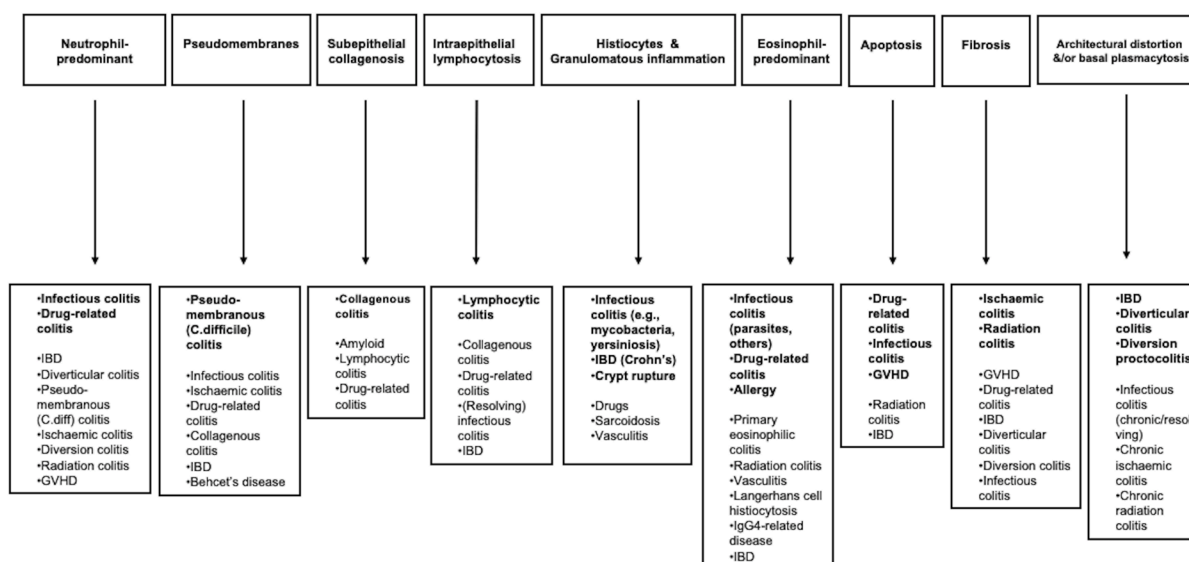 Neutrophil-
predominant
Pseudomembranes
Subepithelial
collagenosis
Intraepithelial
lymphocytosis
Histiocytes &
Granulomatous inflammation
Eosinophil-
predominant
Apoptosis
Fibrosis
Architectural distortion
&/or basal plasmacytosis
•Infectious colitis
•Drug-related
colitis
•IBD
•Diverticular colitis
•Pseudo-
membranous
(C.diff) colitis
•Ischaemic colitis
•Diversion colitis
•Radiation colitis
•GVHD
•Pseudo-
membranous
(C.difficile)
colitis
•Infectious colitis
•Ischaemic colitis
•Drug-related
colitis
•Collagenous
colitis
•IBD
•Behcet's disease
•Collagenous
colitis
•Amyloid
•Lymphocytic
colitis
•Drug-related
colitis
•Lymphocytic
colitis
•Collagenous
colitis
•Drug-related
colitis
•(Resolving)
infectious
colitis
•IBD
•Infectious
colitis (e.g.,
mycobacteria,
yersiniosis)
•IBD (Crohn's)
•Crypt rupture
•Drugs
•Sarcoidosis
•Vasculitis
•Infectious
colitis
(parasites,
others)
•Drug-related
colitis
•Allergy
•Primary
eosinophilic
colitis
•Radiation colitis
•Vasculitis
•Langerhans cell
histiocytosis
•IgG4-related
disease
•IBD
•Drug-
related
colitis
•Infectious
colitis
•GVHD
•Radiation
colitis
•IBD
•Ischaemic
colitis
•Radiation
colitis
•GVHD
•Drug-related
colitis
•IBD
•Diverticular
colitis
•Diversion colitis
•Infectious
colitis
•IBD
•Diverticular
colitis
•Diversion
proctocolitis
•Infectious
colitis
(chronic/resol
ving)
•Chronic
ischaemic
colitis
•Chronic
radiation
colitis